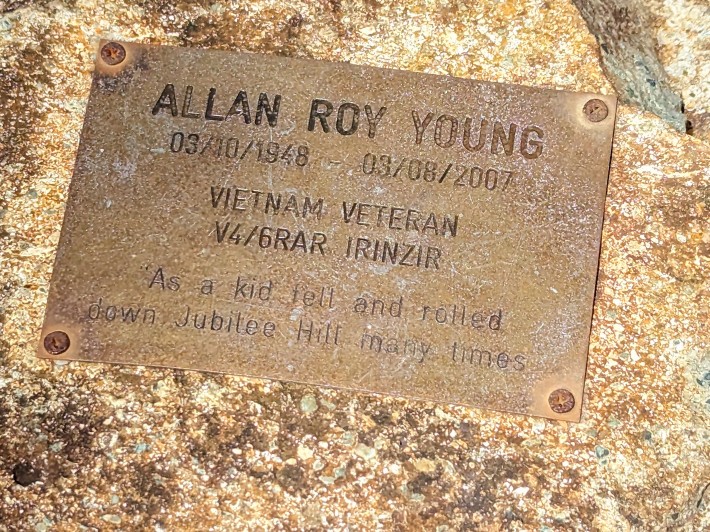 ALLAN ROY YOUNG
03/10/1948 - 03/08/2007
VIETNAM VETERAN
V4/6RAR 1RINZIR
"As a kid fell and rolled
down Jubilee Hill many times